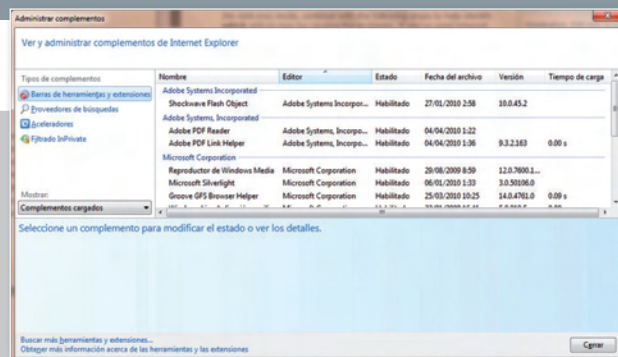 Administrar complementos
Ver y administrar complementos de Internet Explorer
Tipos de complementos
Barras de herramientas y extensiones
Proveedores de búsquedas
Aceleradores
Filtrado InPrivate
Mostrar:
Complementos cargados
Nombre Editor Estado Fecha del archivo Versión Tiempo de carga
Adobe Systems Incorporated
Shockwave Flash Object Adobe Systems Incorpor... Habilitado 27/01/2010 2:58 10.0.45.2
Adobe Systems, Incorporated
Adobe PDF Reader Adobe Systems, Incorpo... Habilitado 04/04/2010 1:22
Adobe PDF Link Helper Adobe Systems, Incorpo... Habilitado 04/04/2010 1:36 9.3.2.163 0.00 s
Microsoft Corporation
Reproductor de Windows Media Microsoft Corporation Habilitado 29/08/2009 8:59 12.0.7600.1...
Microsoft Silverlight Microsoft Corporation Habilitado 06/01/2010 1:33 3.0.50106.0
Groove GFS Browser Helper Microsoft Corporation Habilitado 25/03/2010 10:25 14.0.4761.0 0.09 s
Seleccione un complemento para modificar el estado o ver los detalles.
Buscar más herramientas y extensiones...
Obtener más información acerca de las herramientas y las extensiones
Cerrar